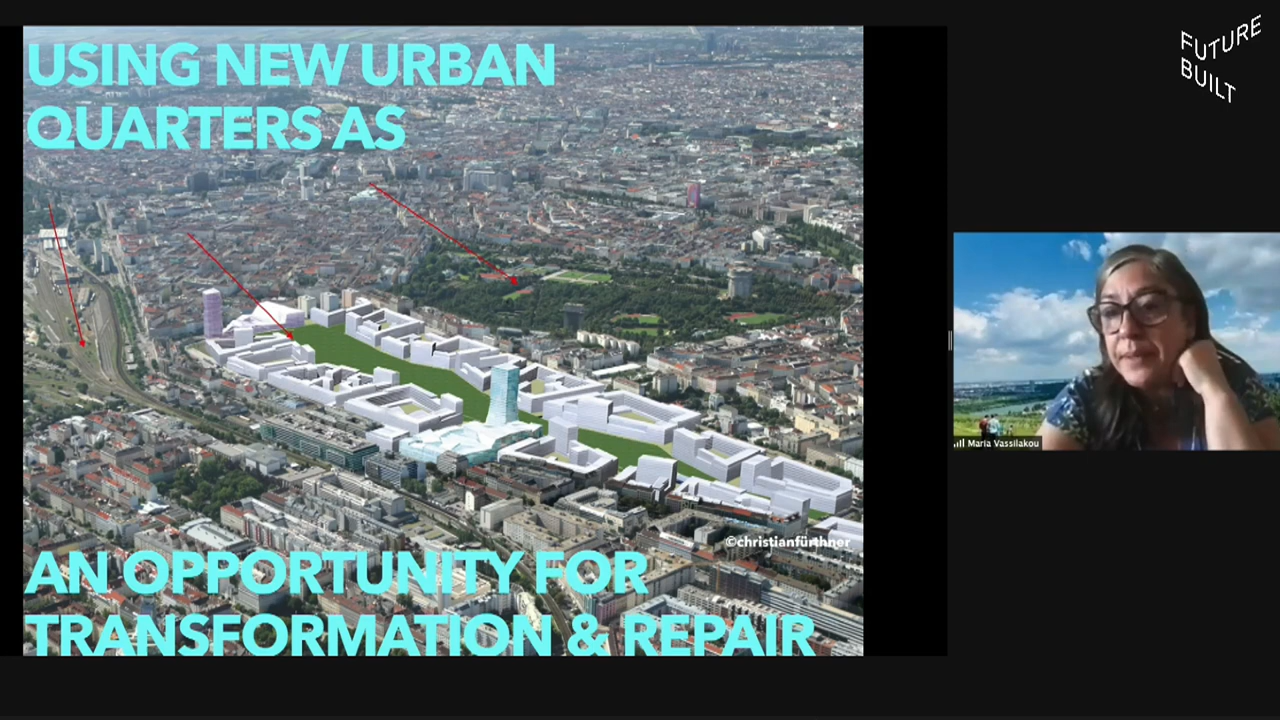 USING NEW URBAN
QUARTERS AS
©christianfürthner
AN OPPORTUNITY FOR
TRANSFORMATION & REPAIR
FUTURE
BUILT
Maria Vassilakou